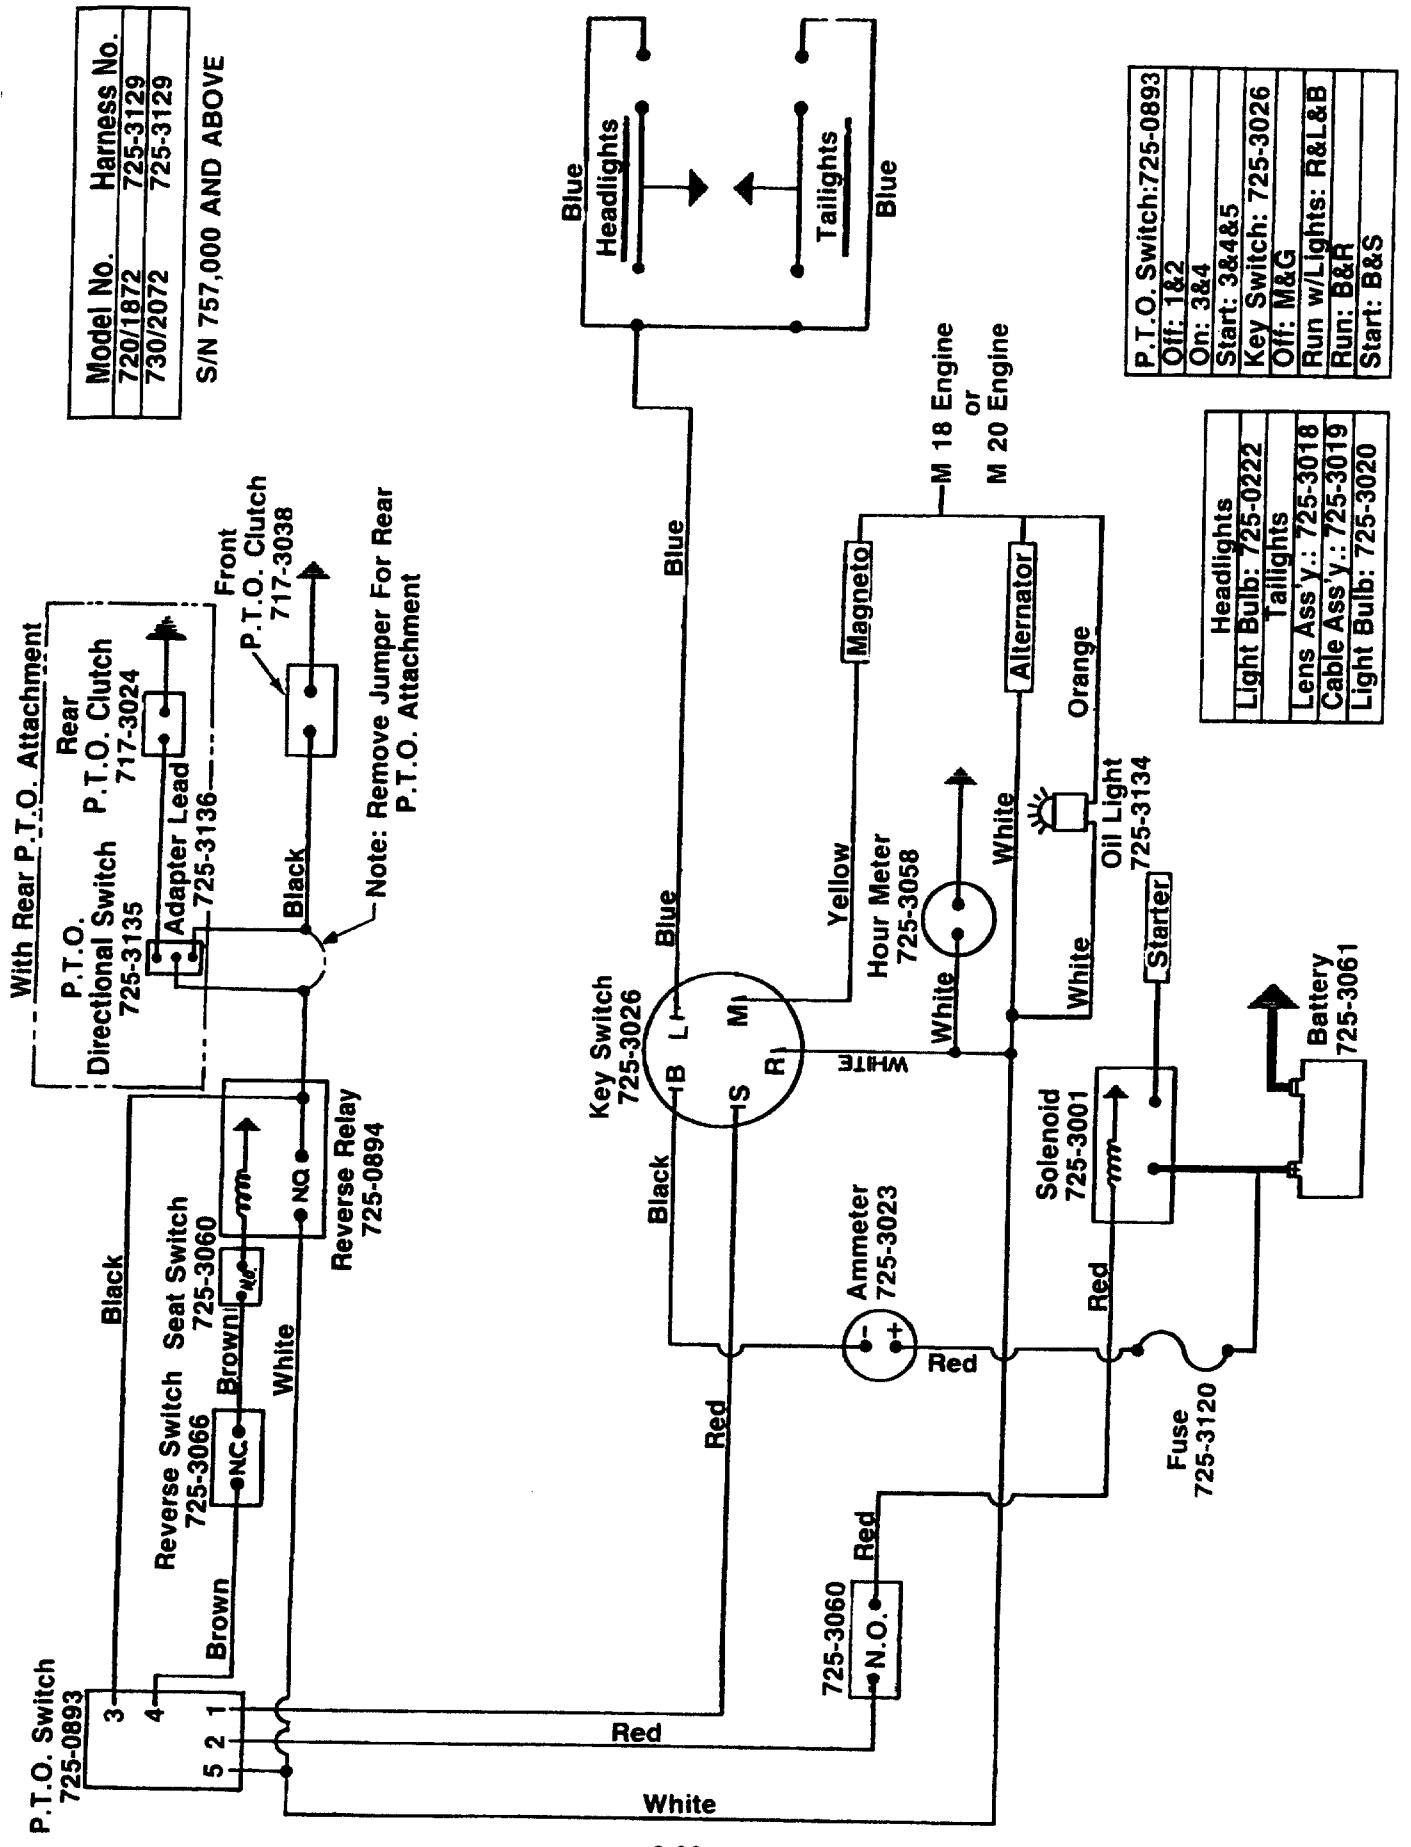 Model No. Harness No.
720/1872 725-3129
730/2072 725-3129
S/N 757,000 AND ABOVE
With Rear P.T.O. Attachment
P.T.O.
Directional Switch
725-3135
Rear
P.T.O. Clutch
717-3024
Adapter Lead
725-3136
Front
P.T.O. Clutch
717-3038
Black
Note: Remove Jumper For Rear
P.T.O. Attachment
P.T.O. Switch
725-0893
3
4
1
2
5
Black
Brown
Reverse Switch
725-3066
N.C.
Brown
Seat Switch
725-3060
N.O.
White
N.O.
Reverse Relay
725-0894
Blue
Headlights
Taillights
Blue
Blue
Blue
Key Switch
725-3026
B
L
S
M
R
Black
Red
WHITE
Yellow
Magneto
M 18 Engine
or
M 20 Engine
Alternator
Hour Meter
725-3058
White
White
Orange
Oil Light
725-3134
White
Ammeter
725-3023
-
+
Red
Solenoid
725-3001
Starter
Red
Battery
725-3061
Fuse
725-3120
725-3060
N.O.
Red
Red
White
Headlights
Light Bulb: 725-0222
Tailights
Lens Ass'y.: 725-3018
Cable Ass'y.: 725-3019
Light Bulb: 725-3020
P.T.O. Switch:725-0893
Off: 1&2
On: 3&4
Start: 3&4&5
Key Switch: 725-3026
Off: M&G
Run w/Lights: R&L&B
Run: B&R
Start: B&S